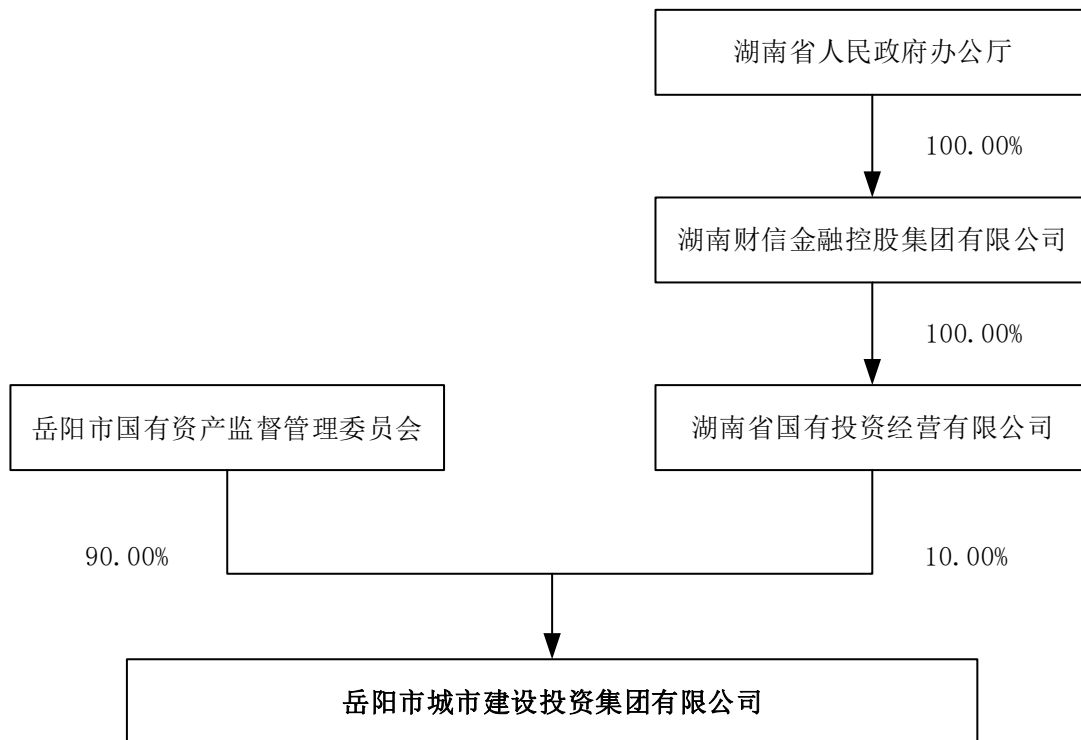 湖南省人民政府办公厅
100.00%
湖南财信金融控股集团有限公司
100.00%
岳阳市国有资产监督管理委员会
湖南省国有投资经营有限公司
90.00%
10.00%
岳阳市城市建设投资集团有限公司